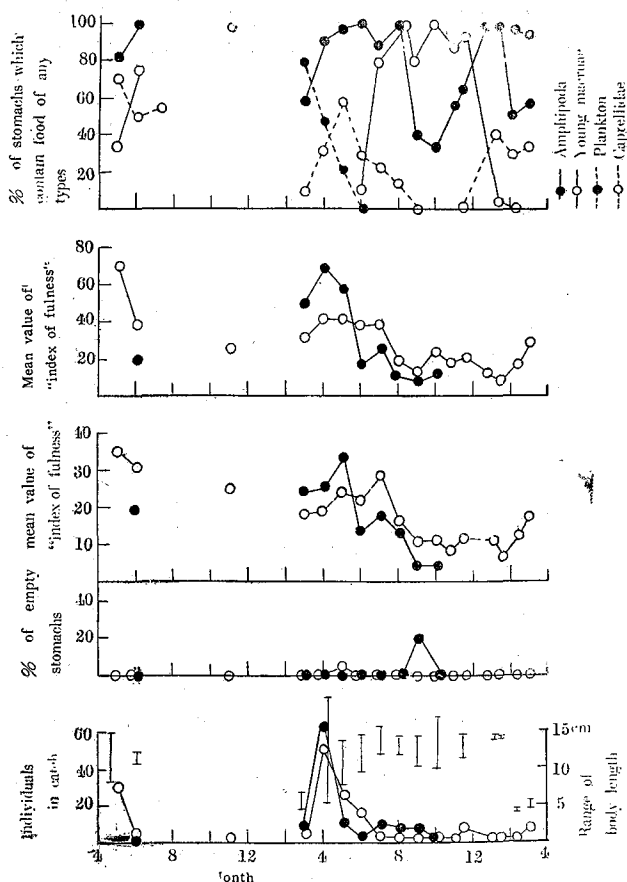 % of stomachs which
contain food of any
types
100
80
60
40
20
Amphipoda
Young
Plankton
Caprellidae
Mean value of
"index of fulness"
80
60
40
20
mean value of
"index of fulness"
40
30
20
10
% of empty
stomachs
40
20
individuals
in catch
60
40
20
15cm
10
5
Range of
body length
4
8
12
4
8
12
4
onth